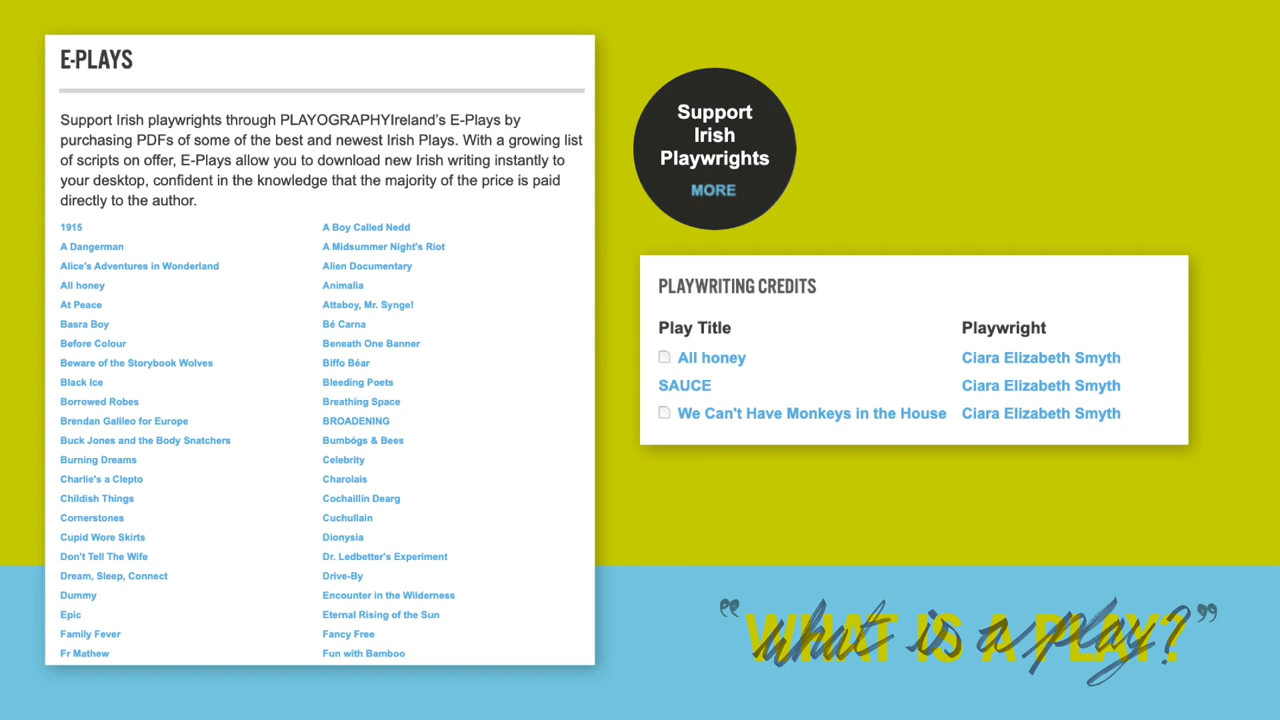 E-PLAYS
Support Irish playwrights through PLAYOGRAPHYIreland's E-Plays by
purchasing PDFs of some of the best and newest Irish Plays. With a growing list
of scripts on offer, E-Plays allow you to download new Irish writing instantly to
your desktop, confident in the knowledge that the majority of the price is paid
directly to the author.
1915 A Boy Called Nedd
A Dangerman A Midsummer Night's Riot
Alice's Adventures in Wonderland Alien Documentary
All honey Animalia
At Peace Attaboy, Mr. Synge!
Basra Boy Bé Carna
Before Colour Beneath One Banner
Beware of the Storybook Wolves Biffo Béar
Black Ice Bleeding Poets
Borrowed Robes Breathing Space
Brendan Galileo for Europe BROADENING
Buck Jones and the Body Snatchers Bumbógs & Bees
Burning Dreams Celebrity
Charlie's a Clepto Charolais
Childish Things Cochaillín Dearg
Cornerstones Cuchullain
Cupid Wore Skirts Dionysia
Don't Tell The Wife Dr. Ledbetter's Experiment
Dream, Sleep, Connect Drive-By
Dummy Encounter in the Wilderness
Epic Eternal Rising of the Sun
Family Fever Fancy Free
Fr Mathew Fun with Bamboo
Support
Irish
Playwrights
MORE
PLAYWRITING CREDITS
Play Title Playwright
All honey Ciara Elizabeth Smyth
SAUCE Ciara Elizabeth Smyth
We Can't Have Monkeys in the House Ciara Elizabeth Smyth
WHAT IS A PLAY?
"what is a play?"